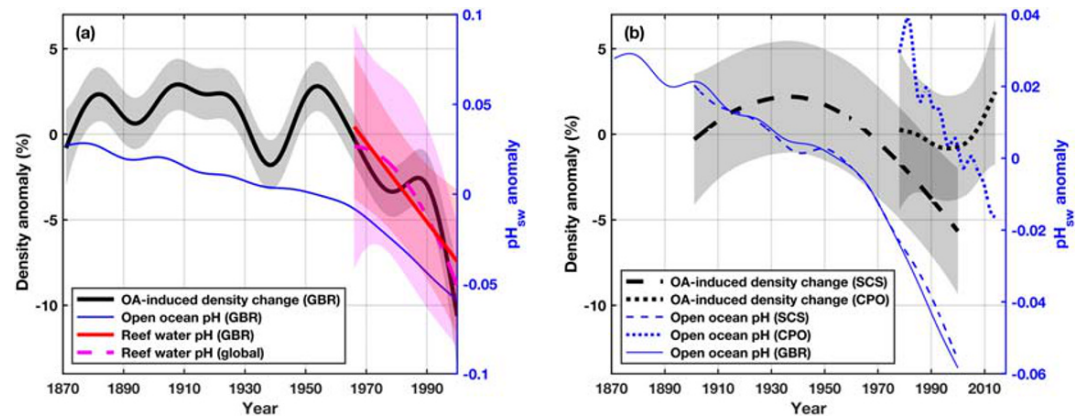 (a)
5
0
-5
-10
Density anomaly (%)
0.1
0.05
0
-0.05
-0.1
pHsw anomaly
OA-induced density change (GBR)
Open ocean pH (GBR)
Reef water pH (GBR)
Reef water pH (global)
1870 1890 1910 1930 1950 1970 1990
Year
(b)
5
0
-5
-10
Density anomaly (%)
0.04
0.02
0
-0.02
-0.04
-0.06
pHsw anomaly
OA-induced density change (SCS)
OA-induced density change (CPO)
Open ocean pH (SCS)
Open ocean pH (CPO)
Open ocean pH (GBR)
1870 1890 1910 1930 1950 1970 1990 2010
Year